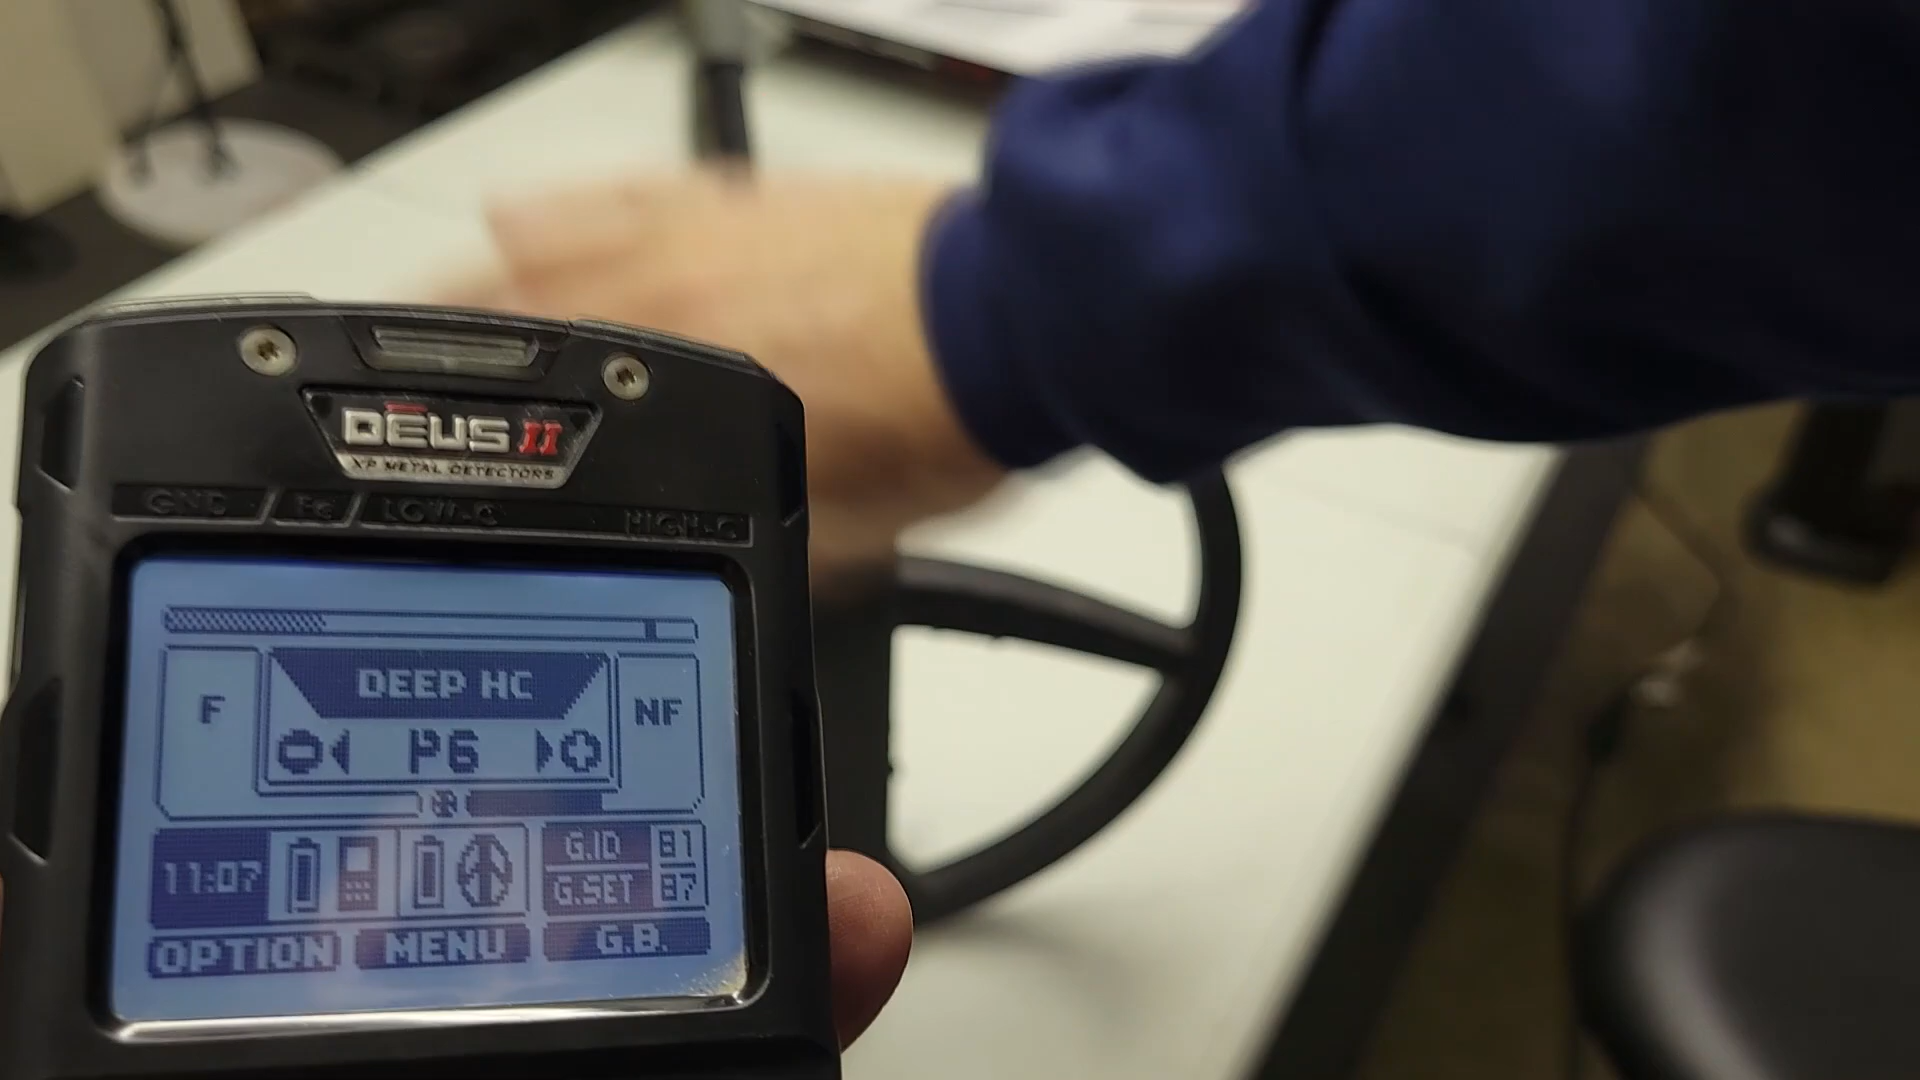 DEUS II
XP METAL DETECTORS
GND Fe LOW-C HIGH-C
DEEP HC
F P6 NF
11:07
G.ID 81
G.SET 87
OPTION MENU G.B.